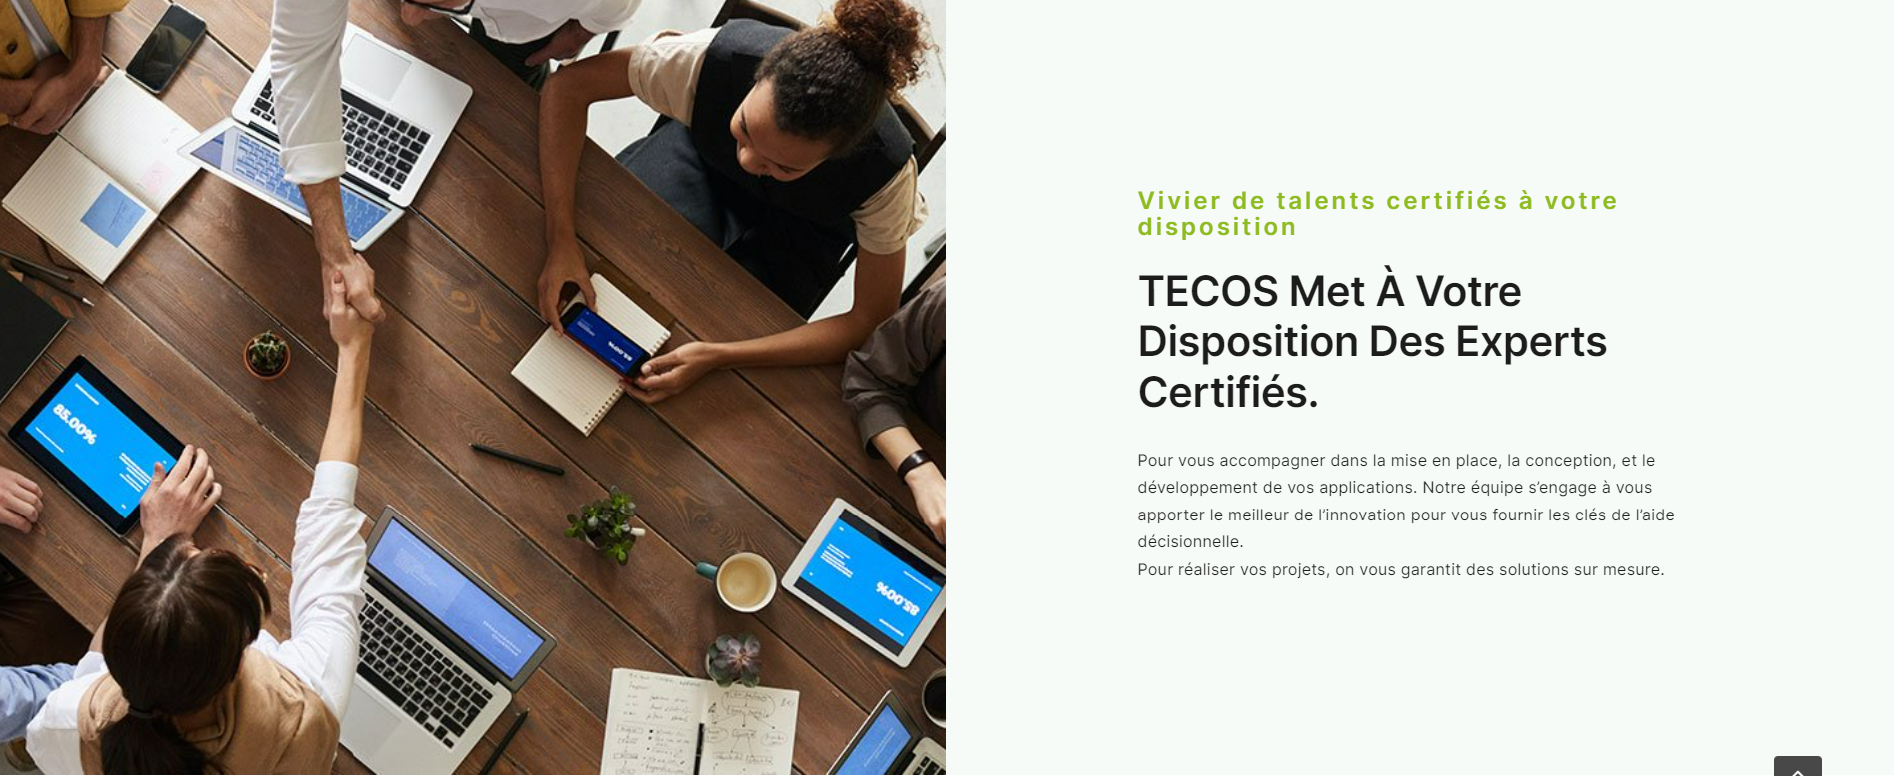 85.00%
85.00%
85.00%
Vivier de talents certifiés à votre
disposition
TECOS Met À Votre
Disposition Des Experts
Certifiés.
Pour vous accompagner dans la mise en place, la conception, et le
développement de vos applications. Notre équipe s’engage à vous
apporter le meilleur de l’innovation pour vous fournir les clés de l’aide
décisionnelle.
Pour réaliser vos projets, on vous garantit des solutions sur mesure.